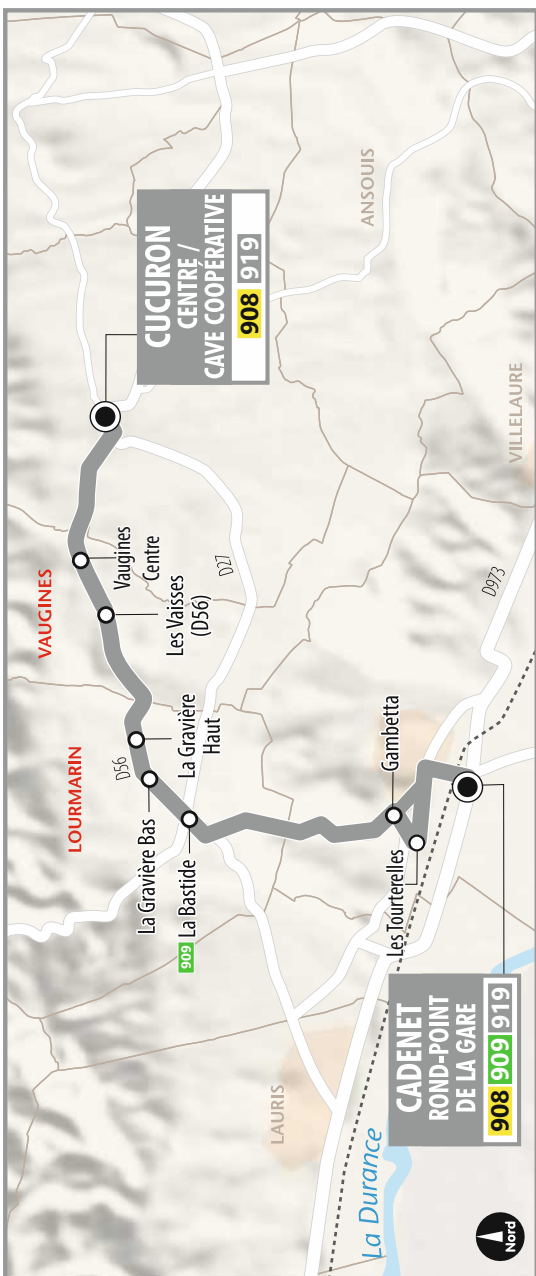 VAUGINES
LOURMARIN
D56
Vaugines
Centre
La Gravière Bas
CUCURON
CENTRE /
CAVE COOPÉRATIVE
908 919
Les Vaisses
(D56)
La Gravière
Haut
909 La Bastide
D27
LAURIS
ANSOUIS
La Durance
Gambetta
Les Tourterelles
CADENET
ROND-POINT
DE LA GARE
908 909 919
D973
VILLELAURE
Nord